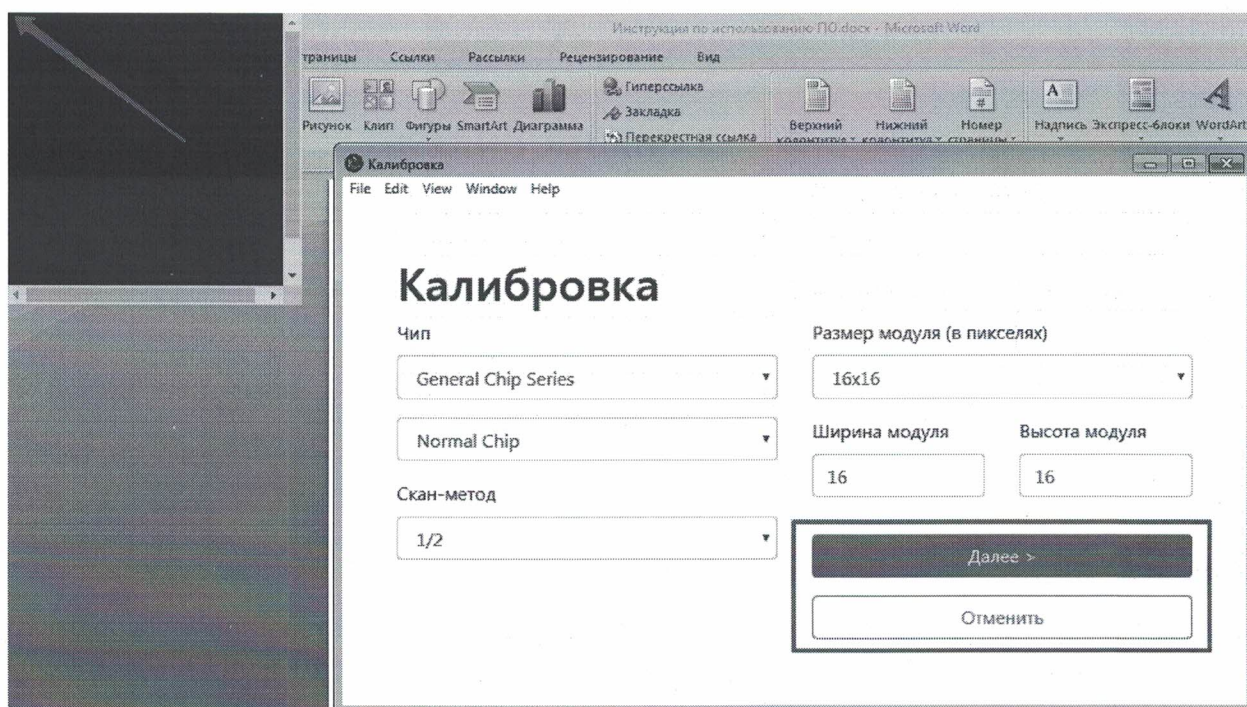 Инструкция по использованию ПО.docx - Microsoft Word
траницы Ссылки Рассылки Рецензирование Вид
Рисунок Клип Фигуры SmartArt Диаграмма
Гиперссылка
Закладка
Перекрестная ссылка
Верхний колонтитул
Нижний колонтитул
Номер страницы
Надпись Экспресс-блоки WordArt
Калибровка
File Edit View Window Help
Калибровка
Чип
General Chip Series
Normal Chip
Скан-метод
1/2
Размер модуля (в пикселях)
16x16
Ширина модуля Высота модуля
16 16
Далее >
Отменить